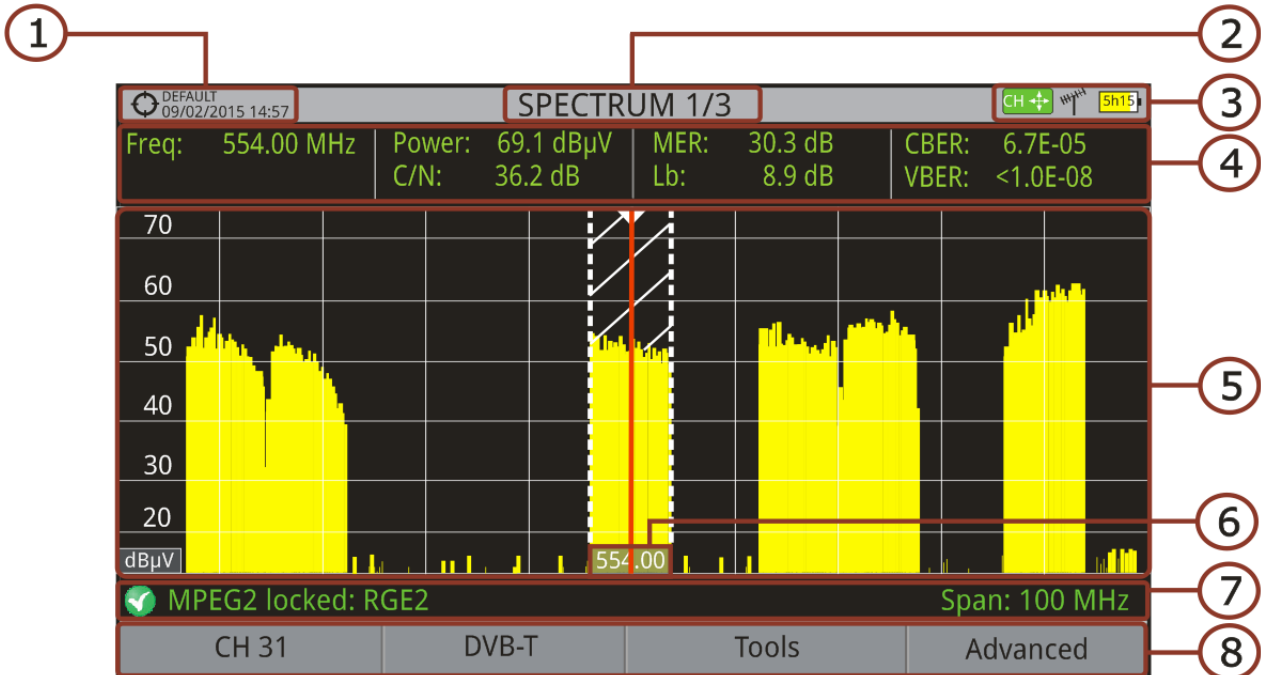 1
2
DEFAULT
09/02/2015 14:57
SPECTRUM 1/3
CH
5h15
3
Freq: 554.00 MHz
Power: 69.1 dBµV
MER: 30.3 dB
CBER: 6.7E-05
C/N: 36.2 dB
Lb: 8.9 dB
VBER: <1.0E-08
4
70
60
50
40
30
20
dBµV
554.00
5
6
MPEG2 locked: RGE2
Span: 100 MHz
7
CH 31
DVB-T
Tools
Advanced
8